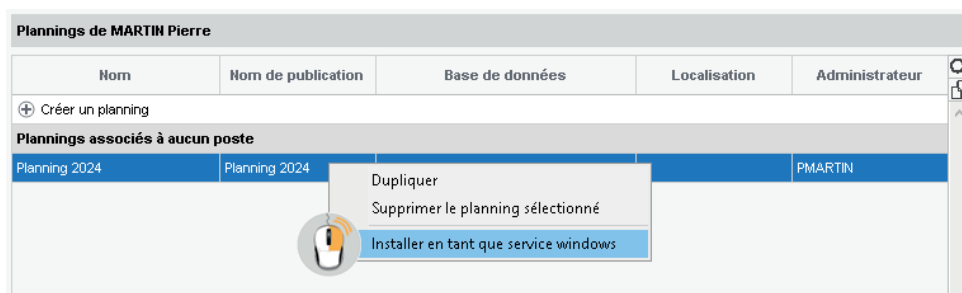 Plannings de MARTIN Pierre
Nom Nom de publication Base de données Localisation Administrateur
Créer un planning
Plannings associés à aucun poste
Planning 2024 Planning 2024 PMARTIN
Dupliquer
Supprimer le planning sélectionné
Installer en tant que service windows